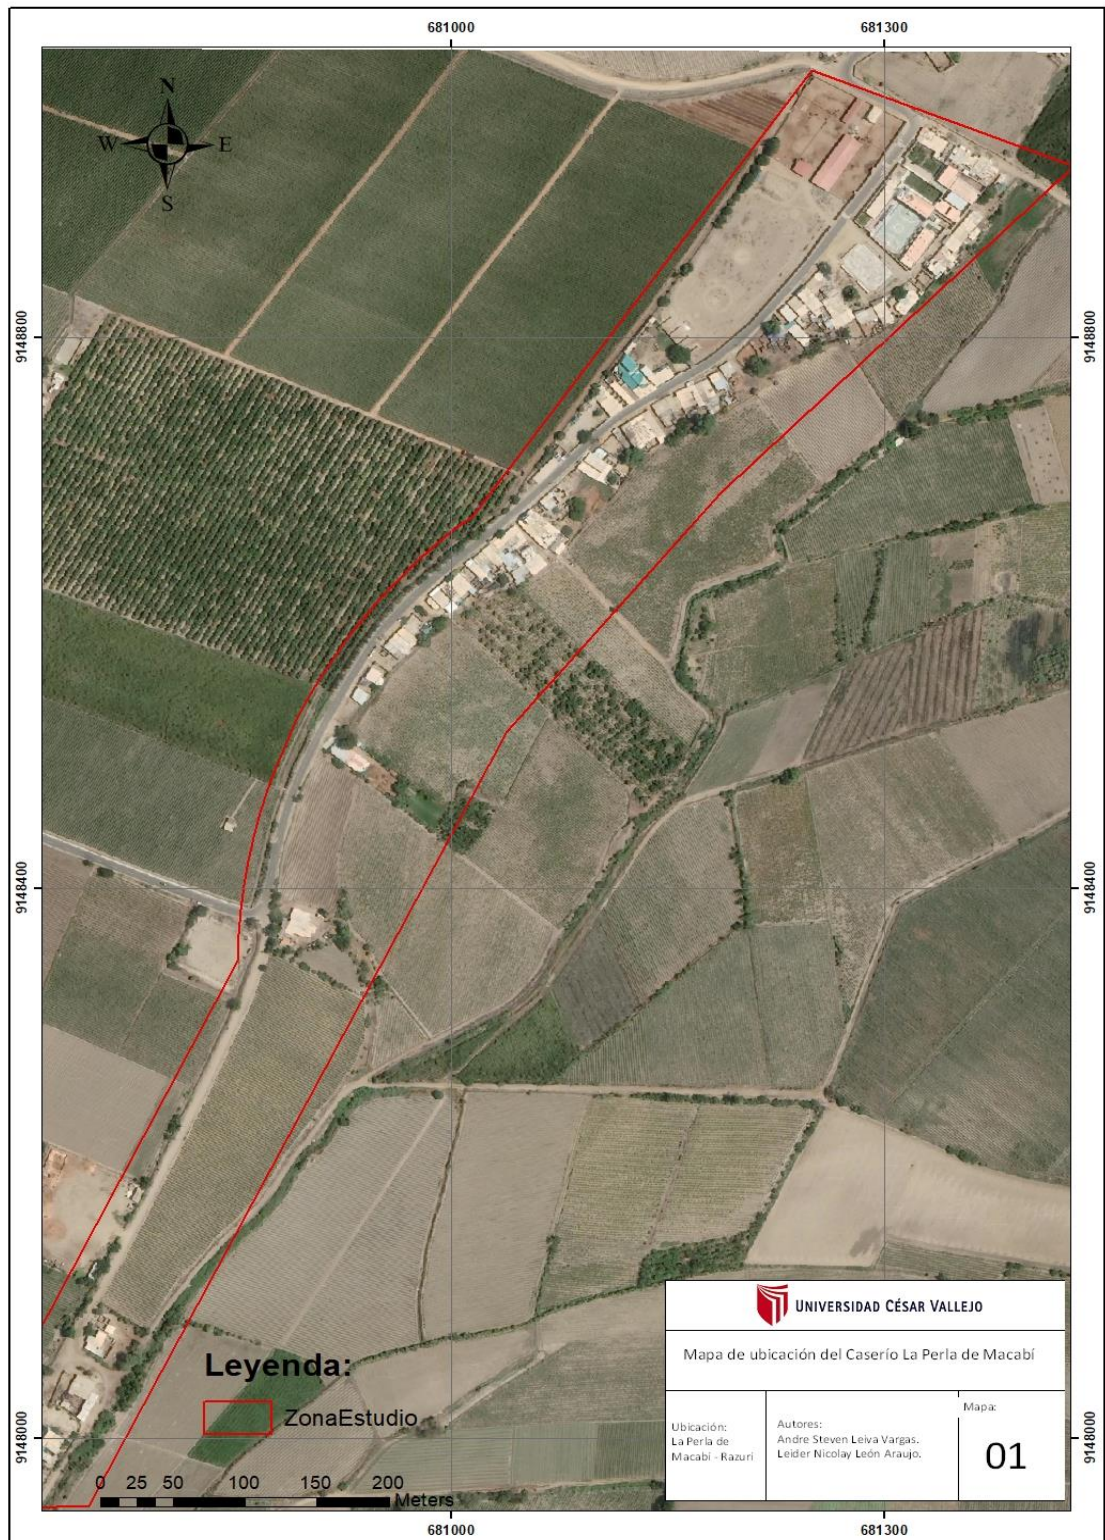 681000
681300
N
W
E
S
9148800
9148800
9148400
9148400
UNIVERSIDAD CÉSAR VALLEJO
Mapa de ubicación del Caserío La Perla de Macabí
Ubicación:
La Perla de
Macabí - Razuri
Autores:
Andre Steven Leiva Vargas.
Leider Nicolay León Araujo.
Mapa:
01
Leyenda:
ZonaEstudio
9148000
9148000
0 25 50 100 150 200
Meters
681000
681300